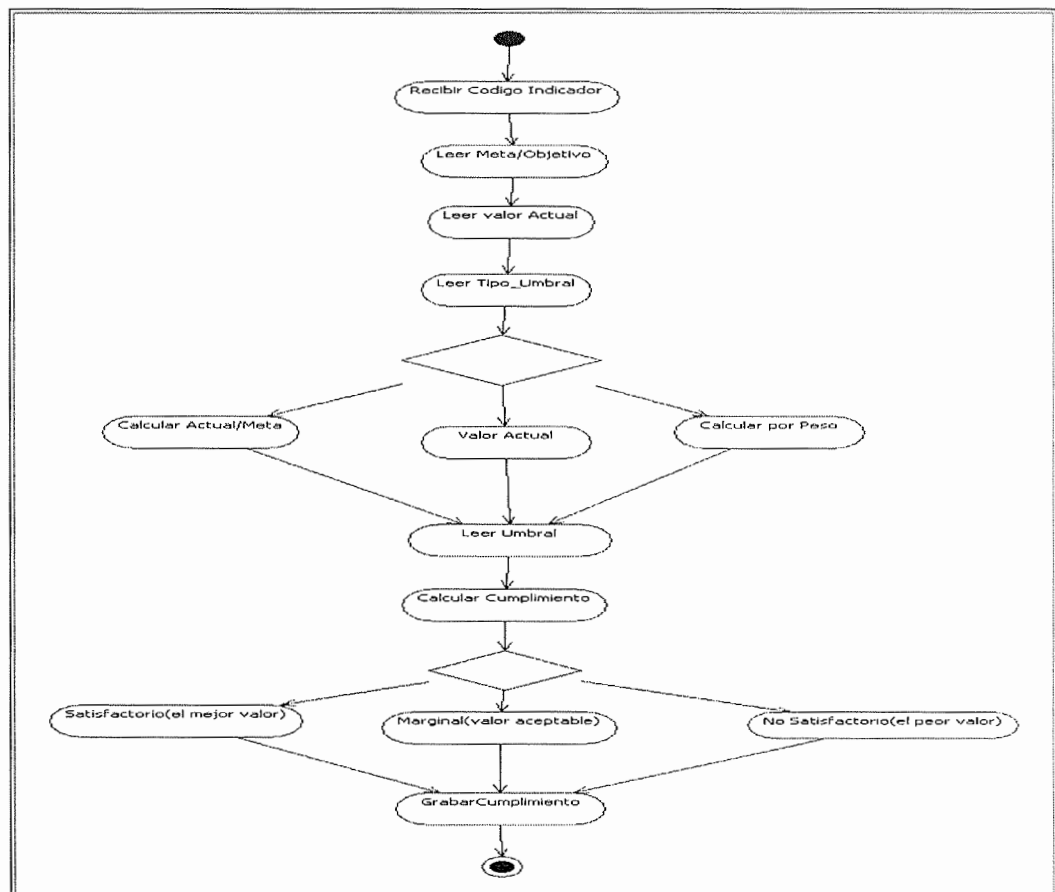 Recibir Codigo Indicador
Leer Meta/Objetivo
Leer valor Actual
Leer Tipo_Umbral
Calcular Actual/Meta
Valor Actual
Calcular por Peso
Leer Umbral
Calcular Cumplimiento
Satisfactorio(el mejor valor)
Marginal(valor aceptable)
No Satisfactorio(el peor valor)
GrabarCumplimiento